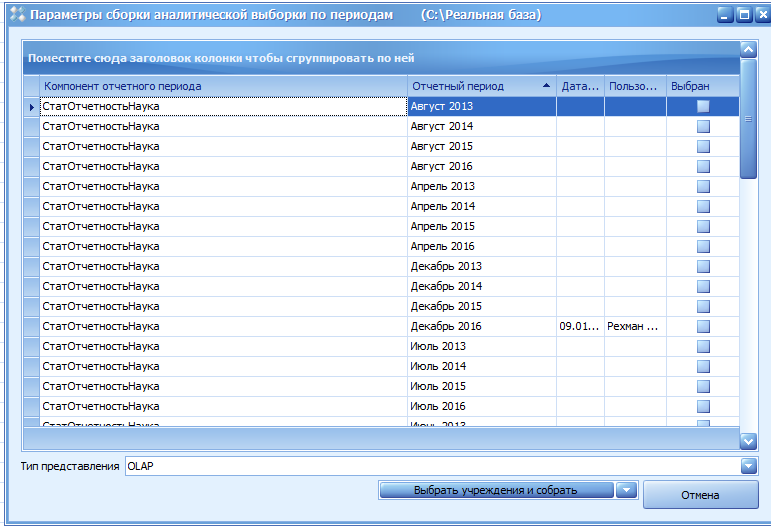 Параметры сборки аналитической выборки по периодам (C:\Реальная база)
Поместите сюда заголовок колонки чтобы сгруппировать по ней
Компонент отчетного периода Отчетный период Дата... Пользо... Выбран
СтатОтчетностьНаука Август 2013
СтатОтчетностьНаука Август 2014
СтатОтчетностьНаука Август 2015
СтатОтчетностьНаука Август 2016
СтатОтчетностьНаука Апрель 2013
СтатОтчетностьНаука Апрель 2014
СтатОтчетностьНаука Апрель 2015
СтатОтчетностьНаука Апрель 2016
СтатОтчетностьНаука Декабрь 2013
СтатОтчетностьНаука Декабрь 2014
СтатОтчетностьНаука Декабрь 2015
СтатОтчетностьНаука Декабрь 2016 09.01... Рехман ...
СтатОтчетностьНаука Июль 2013
СтатОтчетностьНаука Июль 2014
СтатОтчетностьНаука Июль 2015
СтатОтчетностьНаука Июль 2016
СтатОтчетностьНаука
Тип представления OLAP
Выбрать учреждения и собрать Отмена